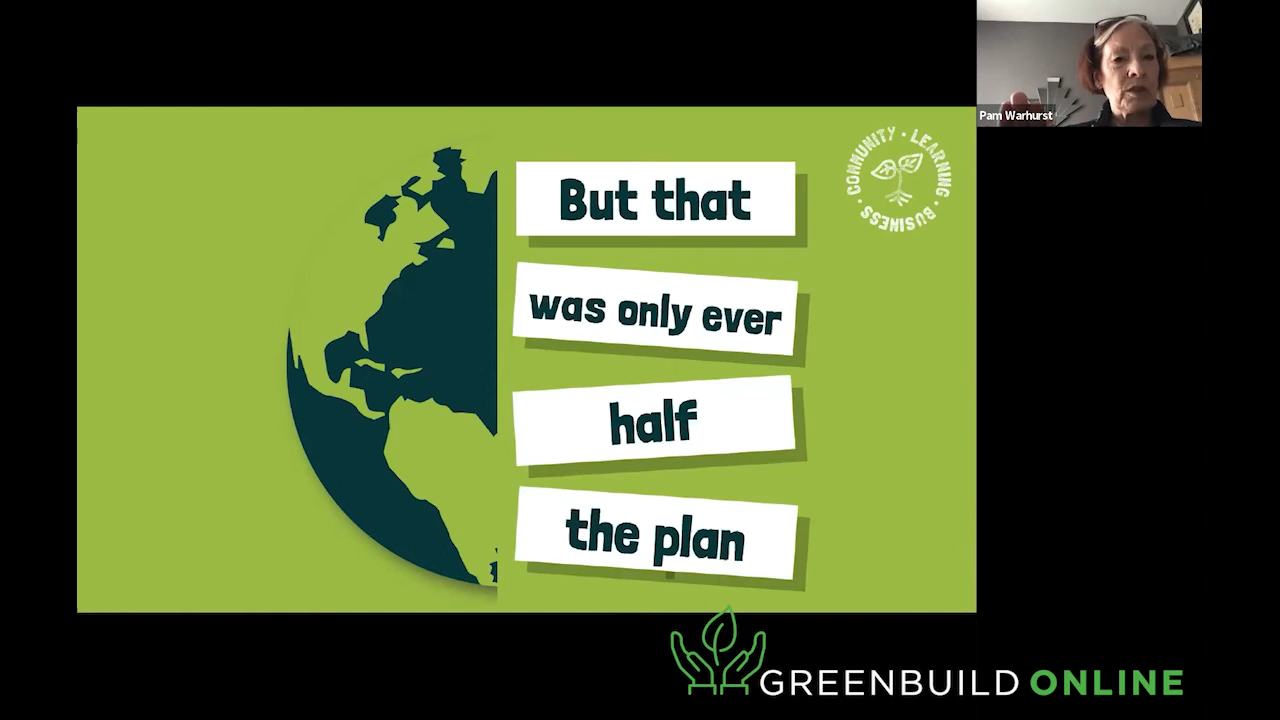 Pam Warhurst
But that
was only ever
half
the plan
COMMUNITY · LEARNING · BUSINESS ·
GREENBUILD ONLINE